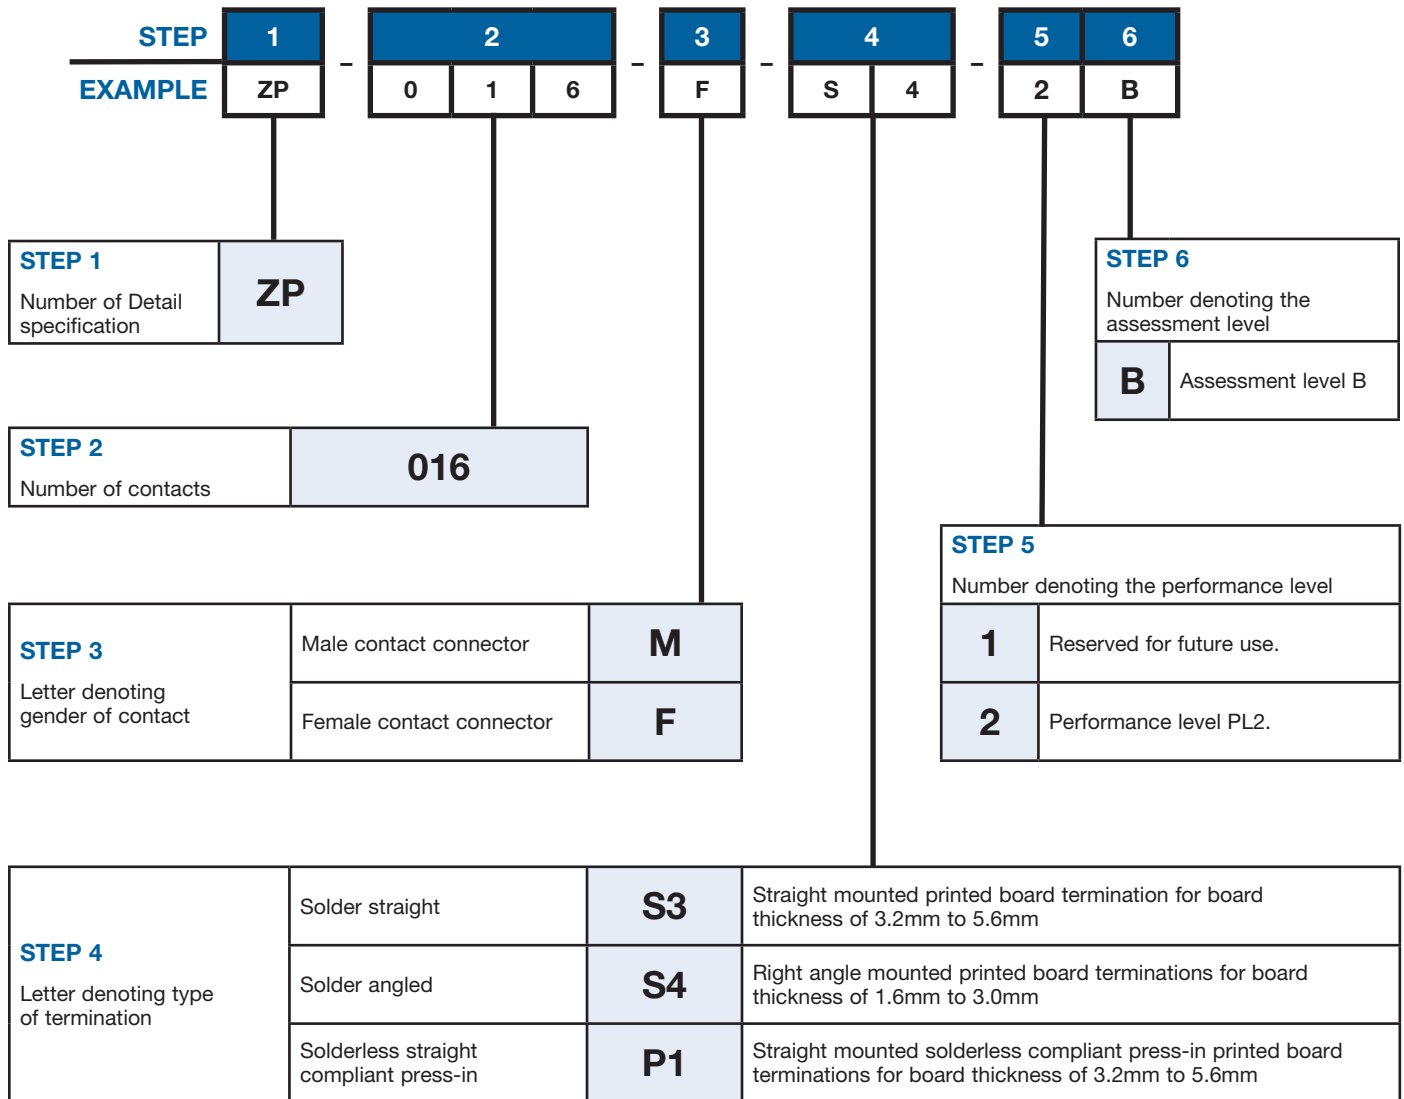 STEP 1 2 3 4 5 6
EXAMPLE ZP – 0 1 6 – F – S 4 – 2 B
STEP 1
Number of Detail
specification
ZP
STEP 6
Number denoting the
assessment level
B Assessment level B
STEP 2
Number of contacts
016
STEP 5
Number denoting the performance level
1 Reserved for future use.
2 Performance level PL2.
STEP 3
Letter denoting
gender of contact
Male contact connector M
Female contact connector F
STEP 4
Letter denoting type
of termination
Solder straight
S3
Straight mounted printed board termination for board
thickness of 3.2mm to 5.6mm
Solder angled
S4
Right angle mounted printed board terminations for board
thickness of 1.6mm to 3.0mm
Solderless straight
compliant press-in
P1
Straight mounted solderless compliant press-in printed board
terminations for board thickness of 3.2mm to 5.6mm